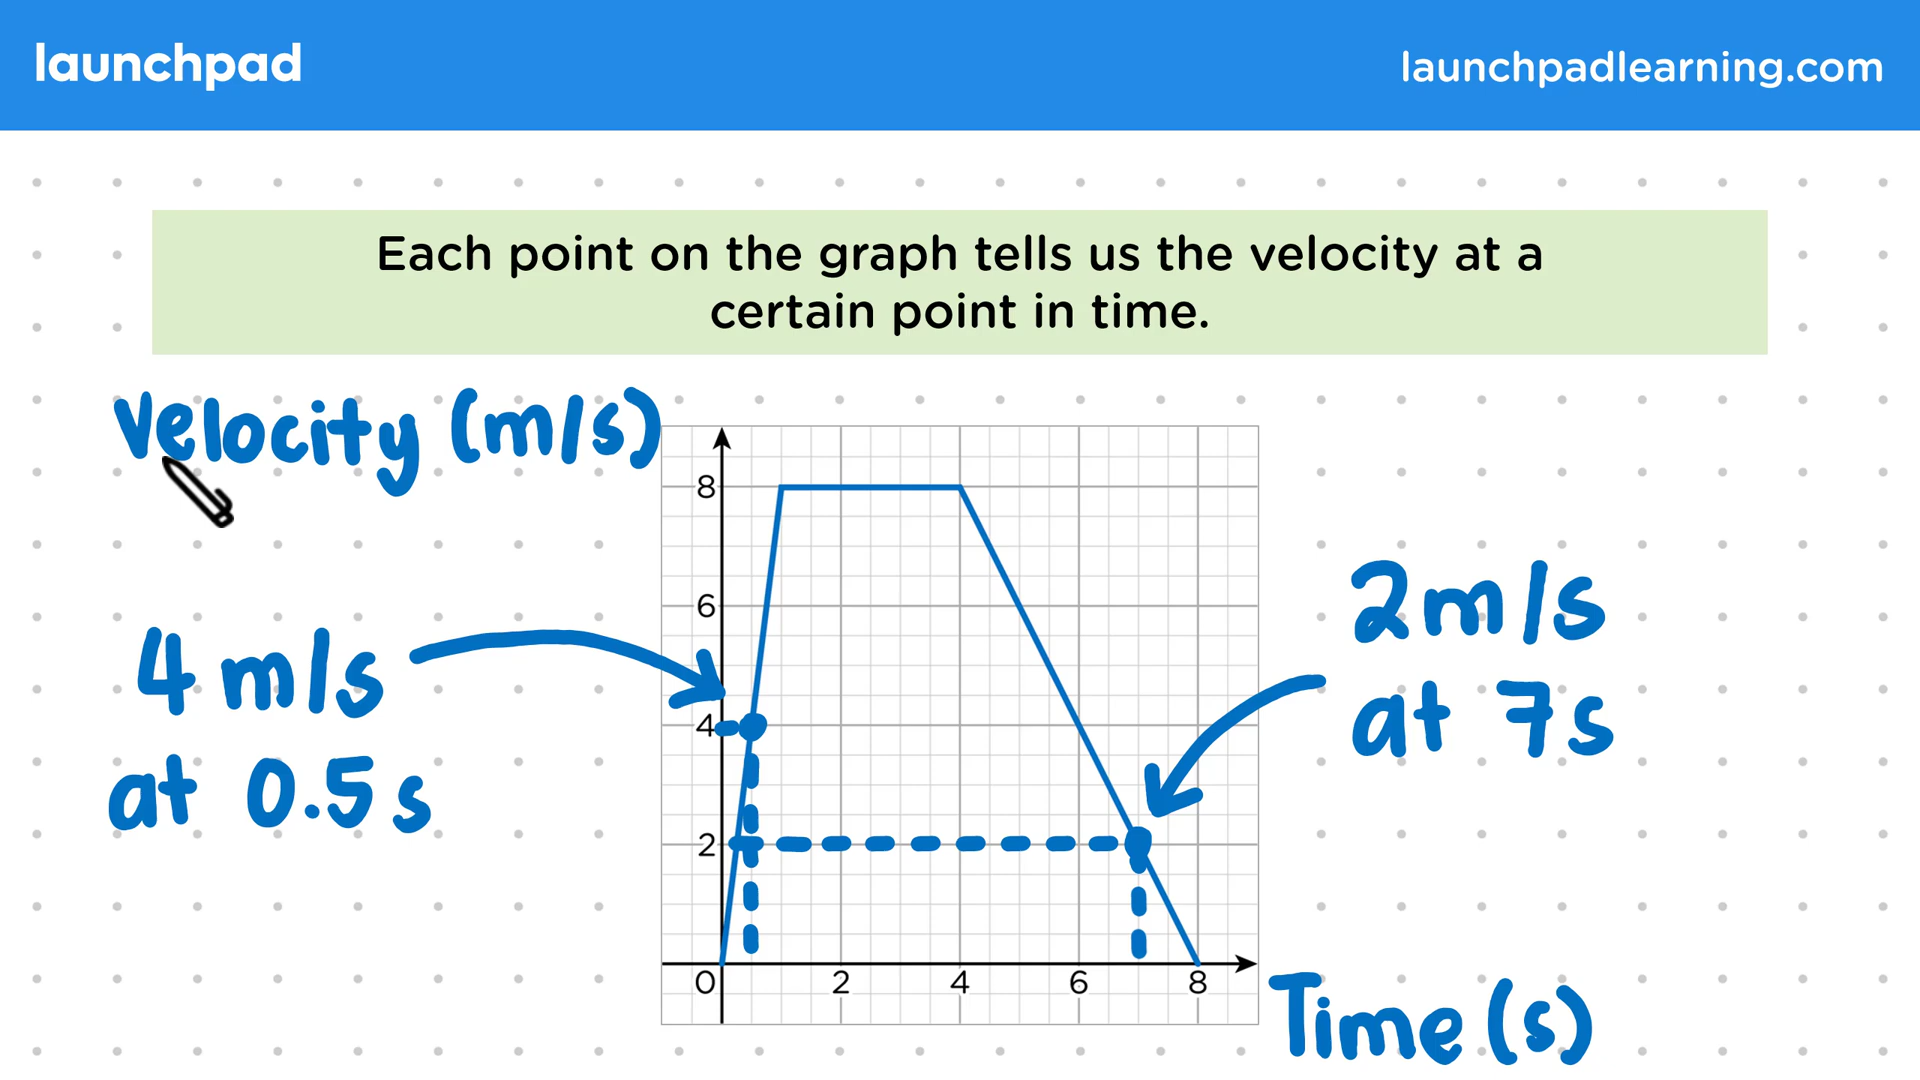 launchpad
launchpadlearning.com
Each point on the graph tells us the velocity at a
certain point in time.
Velocity (m/s)
4 m/s
at 0.5 s
8
6
4
2
0
2
4
6
8
2m/s
at 7s
Time (s)